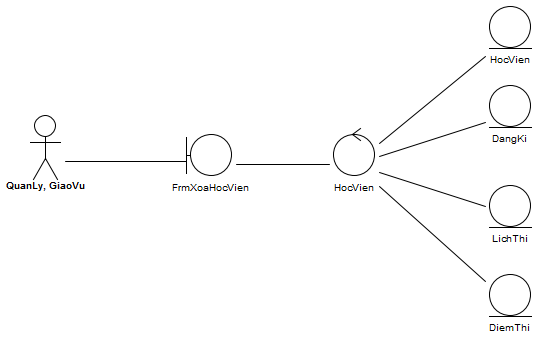 HocVien
DangKi
QuanLy, GiaoVu
FrmXoaHocVien
HocVien
LichThi
DiemThi